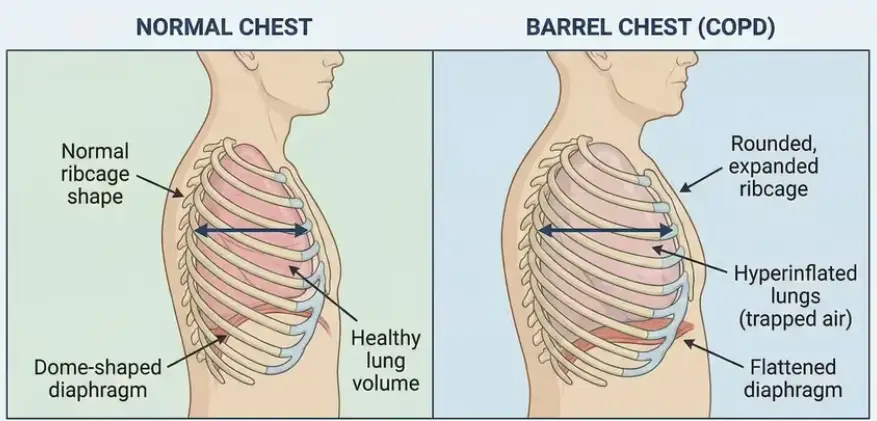 NORMAL CHEST
Normal
ribcage
shape
Dome-shaped
diaphragm
Healthy
lung
volume
BARREL CHEST (COPD)
Rounded,
expanded
ribcage
Hyperinflated
lungs
(trapped air)
Flattened
diaphragm